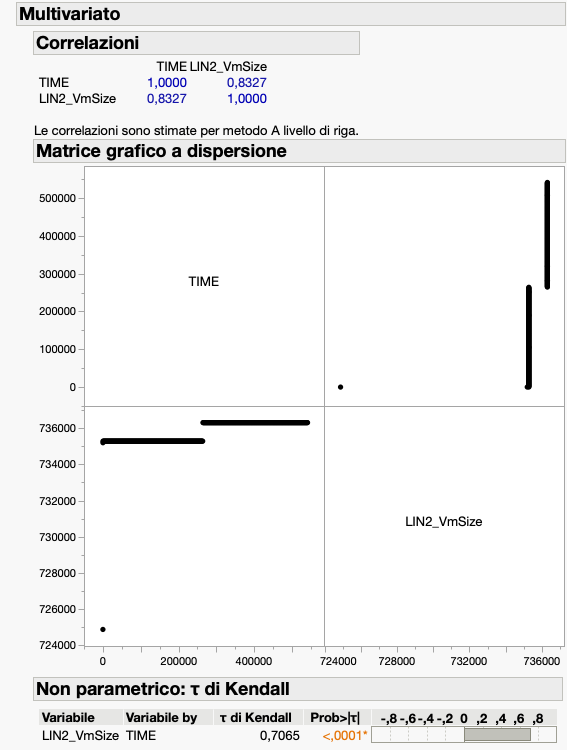 Multivariato
Correlazioni
TIME LIN2_VmSize
TIME 1,0000 0,8327
LIN2_VmSize 0,8327 1,0000
Le correlazioni sono stimate per metodo A livello di riga.
Matrice grafico a dispersione
500000
400000
300000
200000
100000
0
TIME
736000
734000
732000
730000
728000
726000
724000
LIN2_VmSize
0 200000 400000 724000 728000 732000 736000
Non parametrico: τ di Kendall
Variabile Variabile by τ di Kendall Prob>|τ| -,8 -,6 -,4 -,2 0 ,2 ,4 ,6 ,8
LIN2_VmSize TIME 0,7065 <,0001*